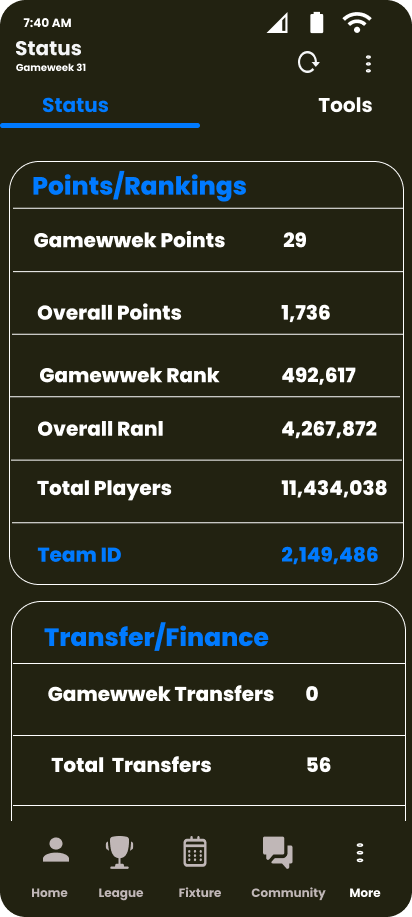 7:40 AM
Status
Gameweek 31
Status Tools
Points/Rankings
Gamewwek Points 29
Overall Points 1,736
Gamewwek Rank 492,617
Overall Ranl 4,267,872
Total Players 11,434,038
Team ID 2,149,486
Transfer/Finance
Gamewwek Transfers 0
Total Transfers 56
Home League Fixture Community More